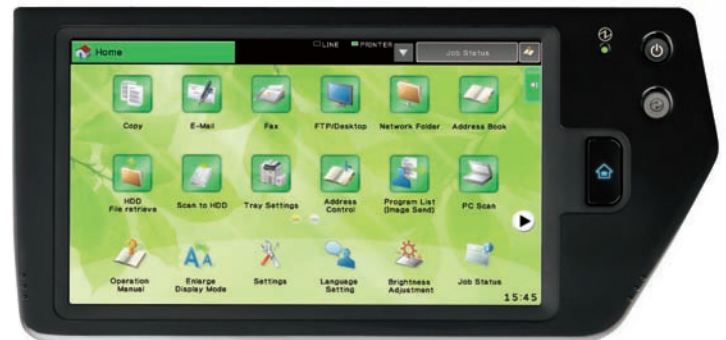 Home
LINE
PRINTER
Job Status
Copy
E-Mail
Fax
FTP/Desktop
Network Folder
Address Book
HDD
File retrieve
Scan to HDD
Tray Settings
Address
Control
Program List
(Image Send)
PC Scan
Operation
Manual
Enlarge
Display Mode
Settings
Language
Setting
Brightness
Adjustment
Job Status
15:45